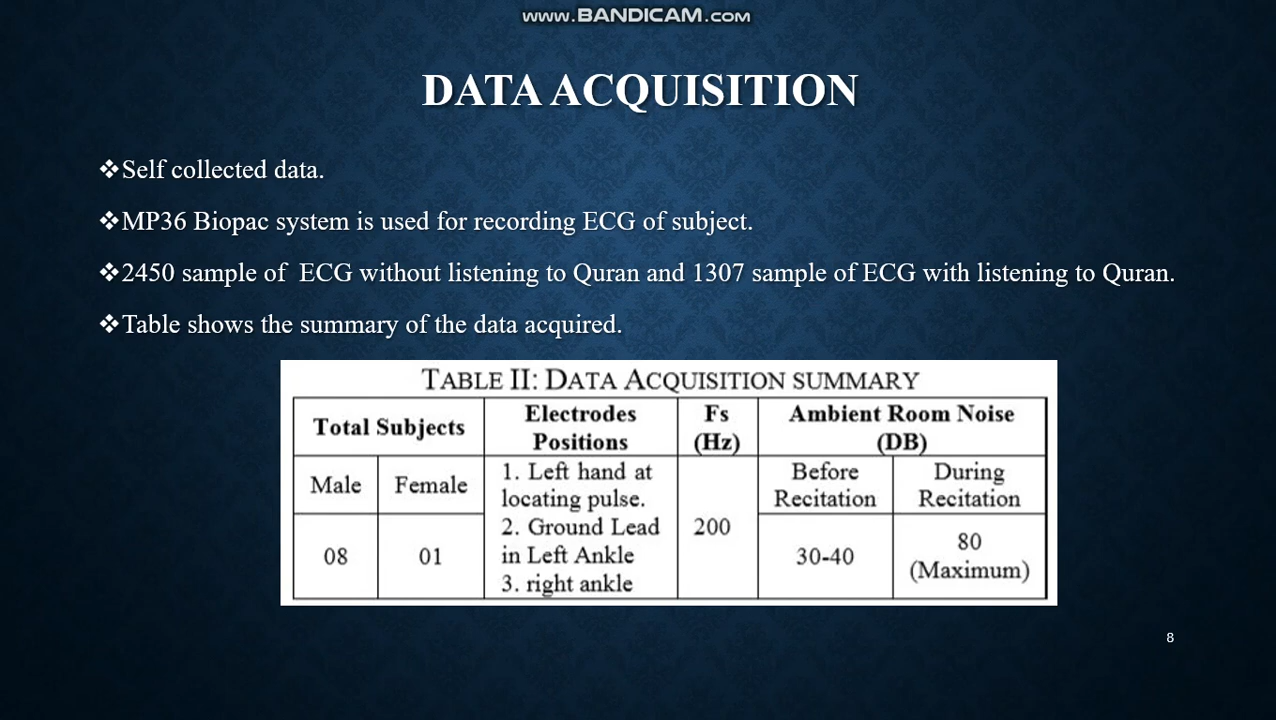 www.BANDICAM.com
DATA ACQUISITION
❖Self collected data.
❖MP36 Biopac system is used for recording ECG of subject.
❖2450 sample of  ECG without listening to Quran and 1307 sample of ECG with listening to Quran.
❖Table shows the summary of the data acquired.
TABLE II: DATA ACQUISITION SUMMARY
Total Subjects
Electrodes
Positions
Fs
(Hz)
Ambient Room Noise
(DB)
Male
Female
1. Left hand at
locating pulse.
2. Ground Lead
in Left Ankle
3. right ankle
200
Before
Recitation
During
Recitation
08
01
30-40
80
(Maximum)
8